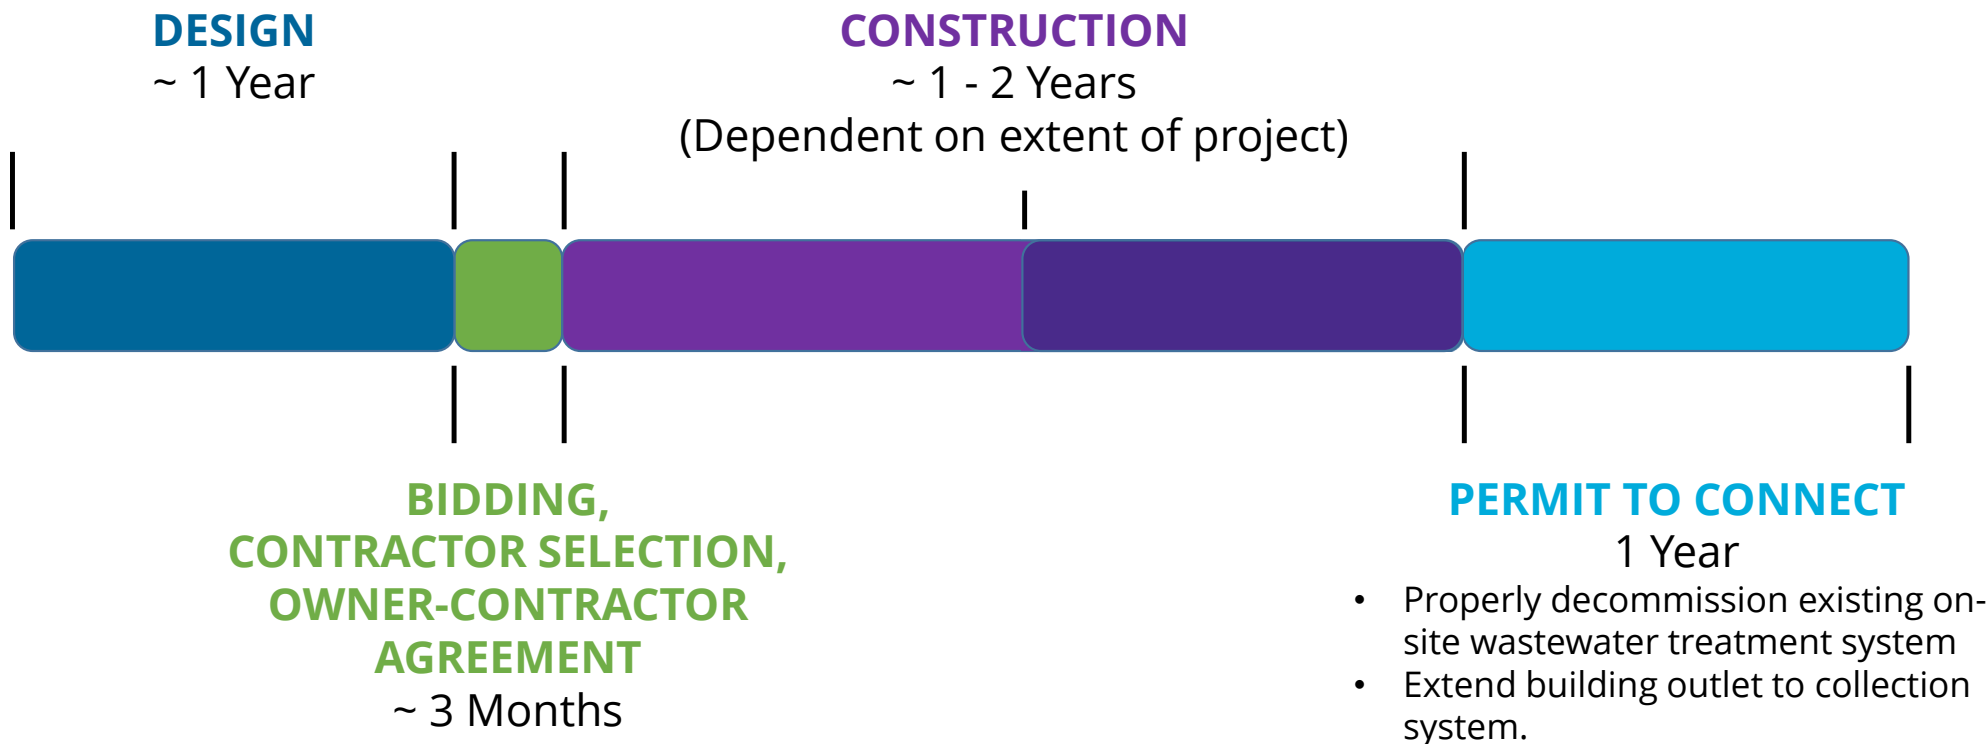 DESIGN
~ 1 Year
CONSTRUCTION
~ 1 - 2 Years
(Dependent on extent of project)
BIDDING,
CONTRACTOR SELECTION,
OWNER-CONTRACTOR
AGREEMENT
~ 3 Months
PERMIT TO CONNECT
1 Year
• Properly decommission existing on-
site wastewater treatment system
• Extend building outlet to collection
system.